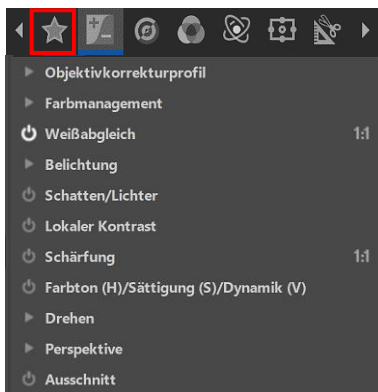 Objektivkorrekturprofil
Farbmanagement
Weißabgleich 1:1
Belichtung
Schatten/Lichter
Lokaler Kontrast
Schärfung 1:1
Farbton (H)/Sättigung (S)/Dynamik (V)
Drehen
Perspektive
Ausschnitt